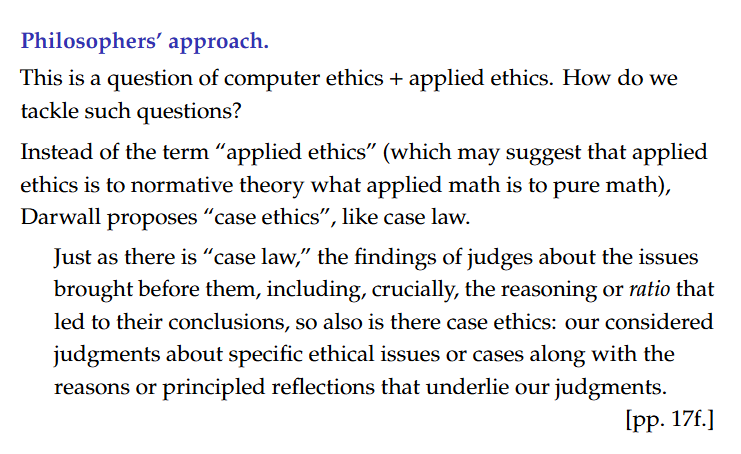 Philosophers’ approach.
This is a question of computer ethics + applied ethics. How do we
tackle such questions?
Instead of the term “applied ethics” (which may suggest that applied
ethics is to normative theory what applied math is to pure math),
Darwall proposes “case ethics”, like case law.
Just as there is “case law,” the findings of judges about the issues
brought before them, including, crucially, the reasoning or ratio that
led to their conclusions, so also is there case ethics: our considered
judgments about specific ethical issues or cases along with the
reasons or principled reflections that underlie our judgments.
[pp. 17f.]